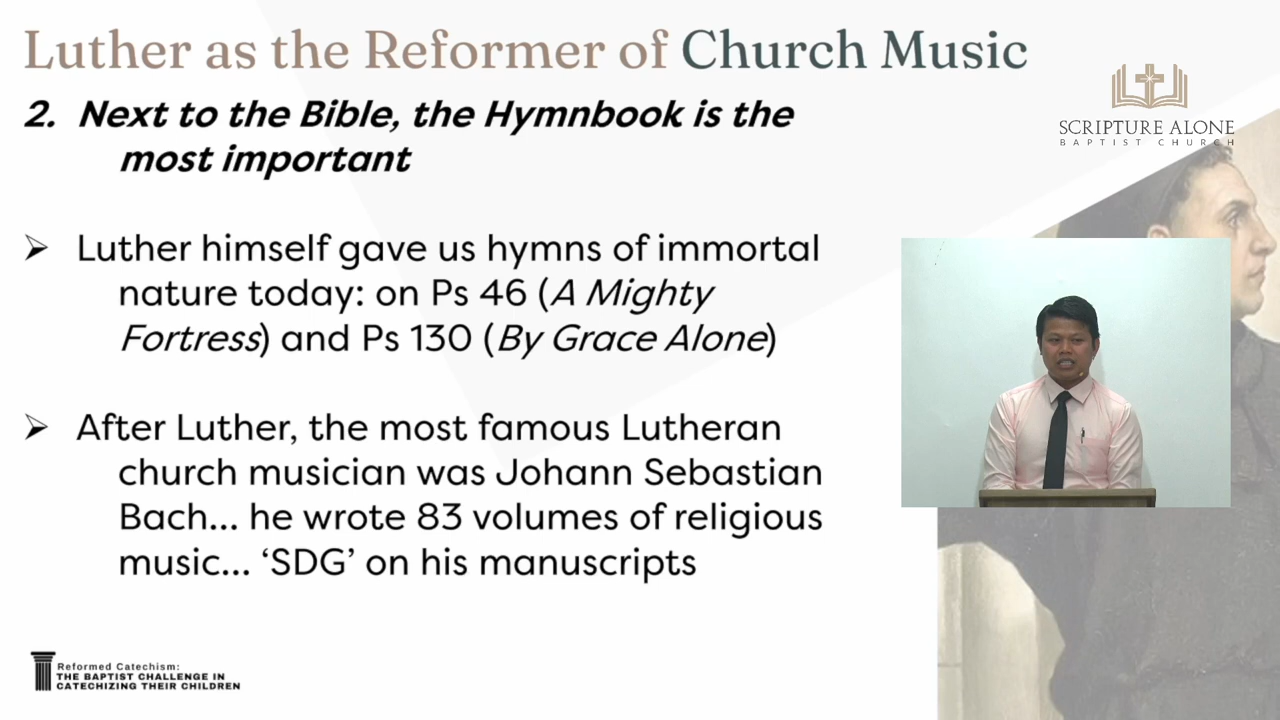 Luther as the Reformer of Church Music
2. Next to the Bible, the Hymnbook is the
most important
SCRIPTURE ALONE
BAPTIST CHURCH
Luther himself gave us hymns of immortal
nature today: on Ps 46 (A Mighty
Fortress) and Ps 130 (By Grace Alone)
After Luther, the most famous Lutheran
church musician was Johann Sebastian
Bach... he wrote 83 volumes of religious
music... ‘SDG’ on his manuscripts
Reformed Catechism:
THE BAPTIST CHALLENGE IN
CATECHIZING THEIR CHILDREN